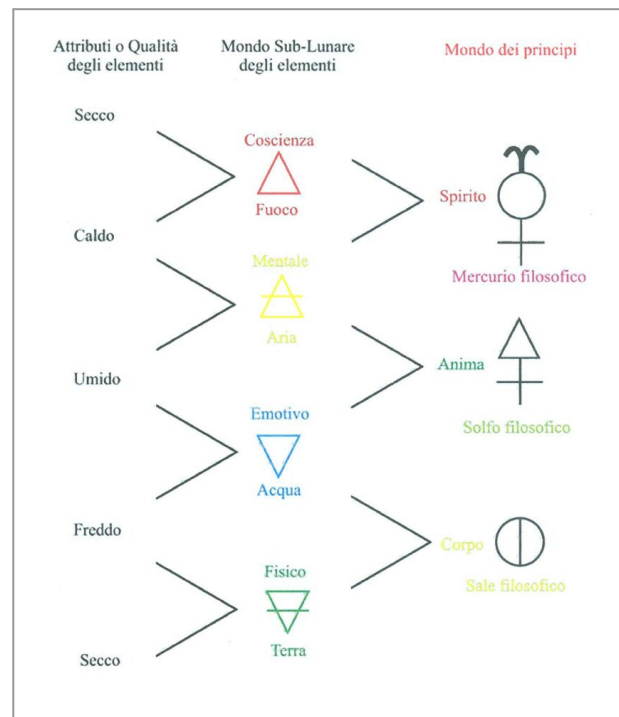 Attributi o Qualità
degli elementi
Mondo Sub-Lunare
degli elementi
Mondo dei principi
Secco
Coscienza
Fuoco
Spirito
Mercurio filosofico
Caldo
Mentale
Aria
Anima
Solfo filosofico
Umido
Emotivo
Acqua
Freddo
Corpo
Sale filosofico
Fisico
Terra
Secco